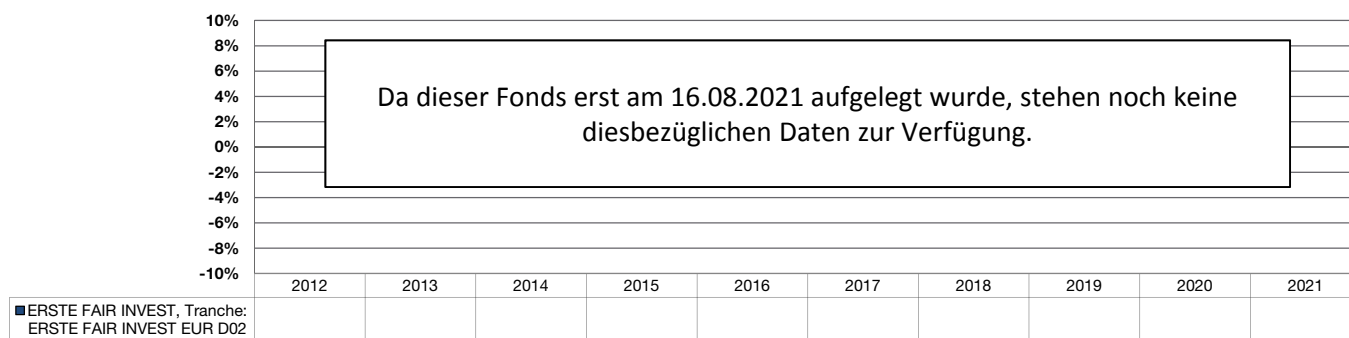 10%
8%
6%
4%
2%
0%
-2%
-4%
-6%
-8%
-10%
Da dieser Fonds erst am 16.08.2021 aufgelegt wurde, stehen noch keine
diesbezüglichen Daten zur Verfügung.
2012 2013 2014 2015 2016 2017 2018 2019 2020 2021
ERSTE FAIR INVEST, Tranche:
ERSTE FAIR INVEST EUR D02